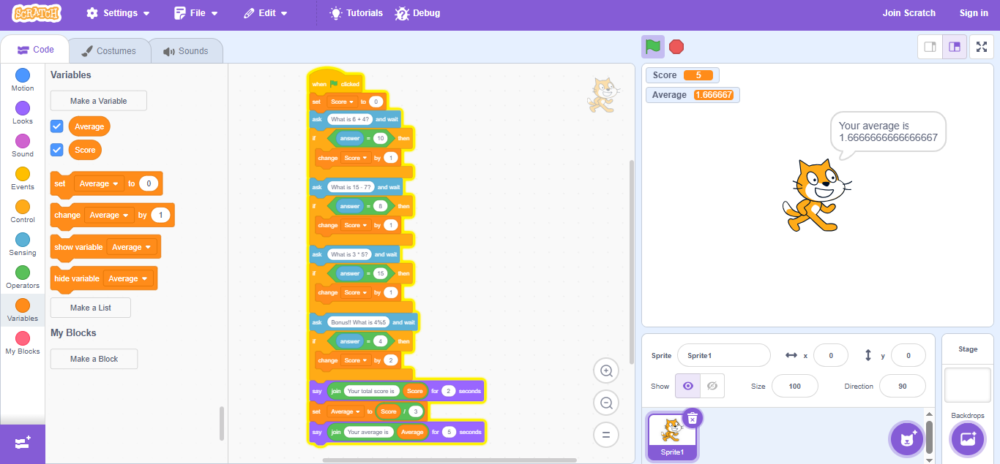 SCRATCH Settings File Edit Tutorials Debug Join Scratch Sign in
Code Costumes Sounds
Motion
Looks
Sound
Events
Control
Sensing
Operators
Variables
My Blocks
Variables
Make a Variable
Average
Score
set Average to 0
change Average by 1
show variable Average
hide variable Average
Make a List
My Blocks
Make a Block
when clicked
set Score to 0
ask What is 6 + 4? and wait
if answer = 10 then
change Score by 1
ask What is 15 - 7? and wait
if answer = 8 then
change Score by 1
ask What is 3 * 5? and wait
if answer = 15 then
change Score by 1
ask Bonus!! What is 4%5 and wait
if answer = 4 then
change Score by 2
say join Your total score is Score for 2 seconds
set Average to Score / 3
say join Your average is Average for 5 seconds
Score 5
Average 1.666667
Your average is
1.6666666666666667
Sprite Sprite1 x 0 y 0
Show Size 100 Direction 90
Sprite1
Stage
Backdrops